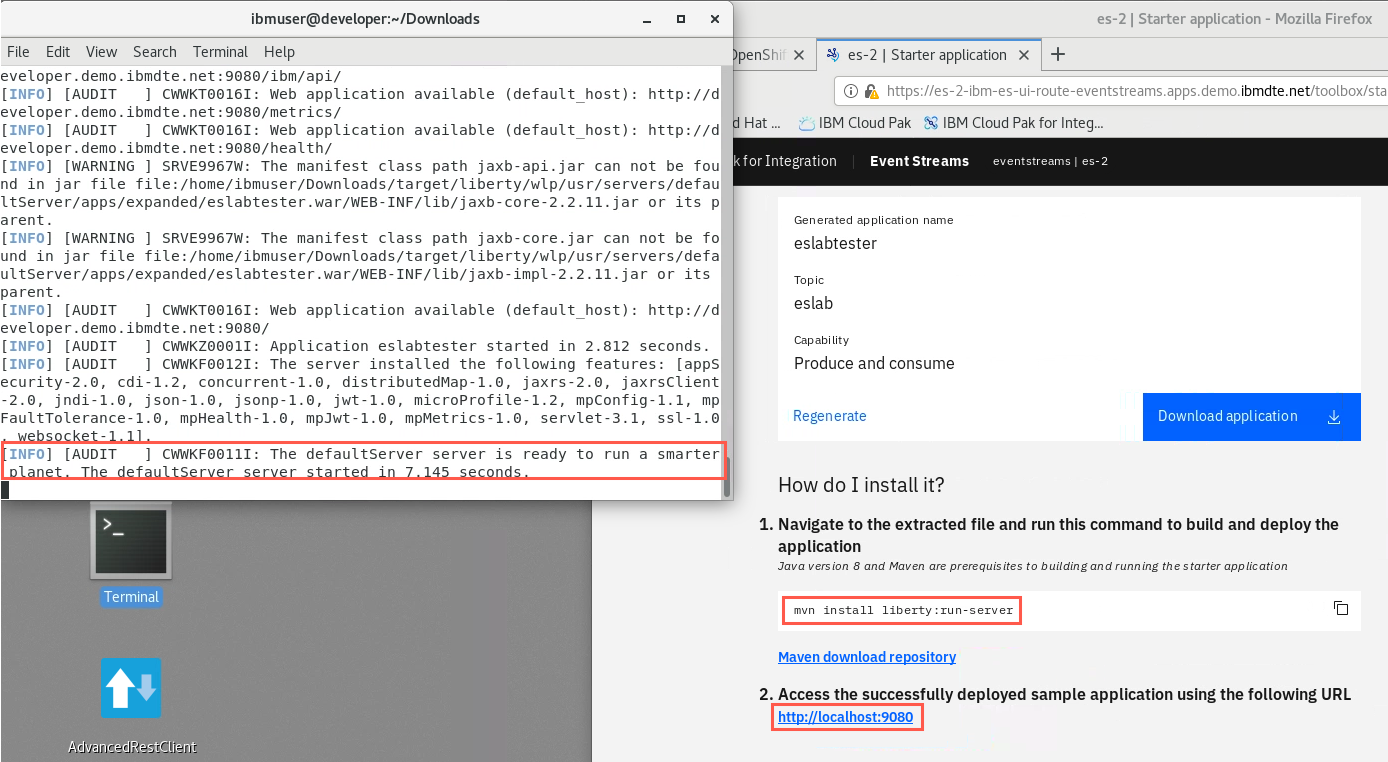 ibmuser@developer:~/Downloads
File Edit View Search Terminal Help
eveloper.demo.ibmdte.net:9080/ibm/api/
[INFO] [AUDIT   ] CWWKT0016I: Web application available (default_host): http://d
eveloper.demo.ibmdte.net:9080/metrics/
[INFO] [AUDIT   ] CWWKT0016I: Web application available (default_host): http://d
eveloper.demo.ibmdte.net:9080/health/
[INFO] [WARNING ] SRVE9967W: The manifest class path jaxb-api.jar can not be fou
nd in jar file file:/home/ibmuser/Downloads/target/liberty/wlp/usr/servers/defau
ltServer/apps/expanded/eslabtester.war/WEB-INF/lib/jaxb-core-2.2.11.jar or its p
arent.
[INFO] [WARNING ] SRVE9967W: The manifest class path jaxb-core.jar can not be fo
und in jar file file:/home/ibmuser/Downloads/target/liberty/wlp/usr/servers/defa
ultServer/apps/expanded/eslabtester.war/WEB-INF/lib/jaxb-impl-2.2.11.jar or its 
parent.
[INFO] [AUDIT   ] CWWKT0016I: Web application available (default_host): http://d
eveloper.demo.ibmdte.net:9080/
[INFO] [AUDIT   ] CWWKZ0001I: Application eslabtester started in 2.812 seconds.
[INFO] [AUDIT   ] CWWKF0012I: The server installed the following features: [appS
ecurity-2.0, cdi-1.2, concurrent-1.0, distributedMap-1.0, jaxrs-2.0, jaxrsClient
-2.0, jndi-1.0, json-1.0, jsonp-1.0, jwt-1.0, microProfile-1.2, mpConfig-1.1, mp
FaultTolerance-1.0, mpHealth-1.0, mpJwt-1.0, mpMetrics-1.0, servlet-3.1, ssl-1.0
, websocket-1.1].
[INFO] [AUDIT   ] CWWKF0011I: The defaultServer server is ready to run a smarter
 planet. The defaultServer server started in 7.145 seconds.
Terminal
AdvancedRestClient
es-2 | Starter application - Mozilla Firefox
OpenShif
es-2 | Starter application
https://es-2-ibm-es-ui-route-eventstreams.apps.demo.ibmdte.net/toolbox/sta
d Hat ... IBM Cloud Pak IBM Cloud Pak for Integ...
k for Integration Event Streams eventstreams | es-2
Generated application name
eslabtester
Topic
eslab
Capability
Produce and consume
Regenerate Download application
How do I install it?
1. Navigate to the extracted file and run this command to build and deploy the
application
Java version 8 and Maven are prerequisites to building and running the starter application
mvn install liberty:run-server
Maven download repository
2. Access the successfully deployed sample application using the following URL
http://localhost:9080